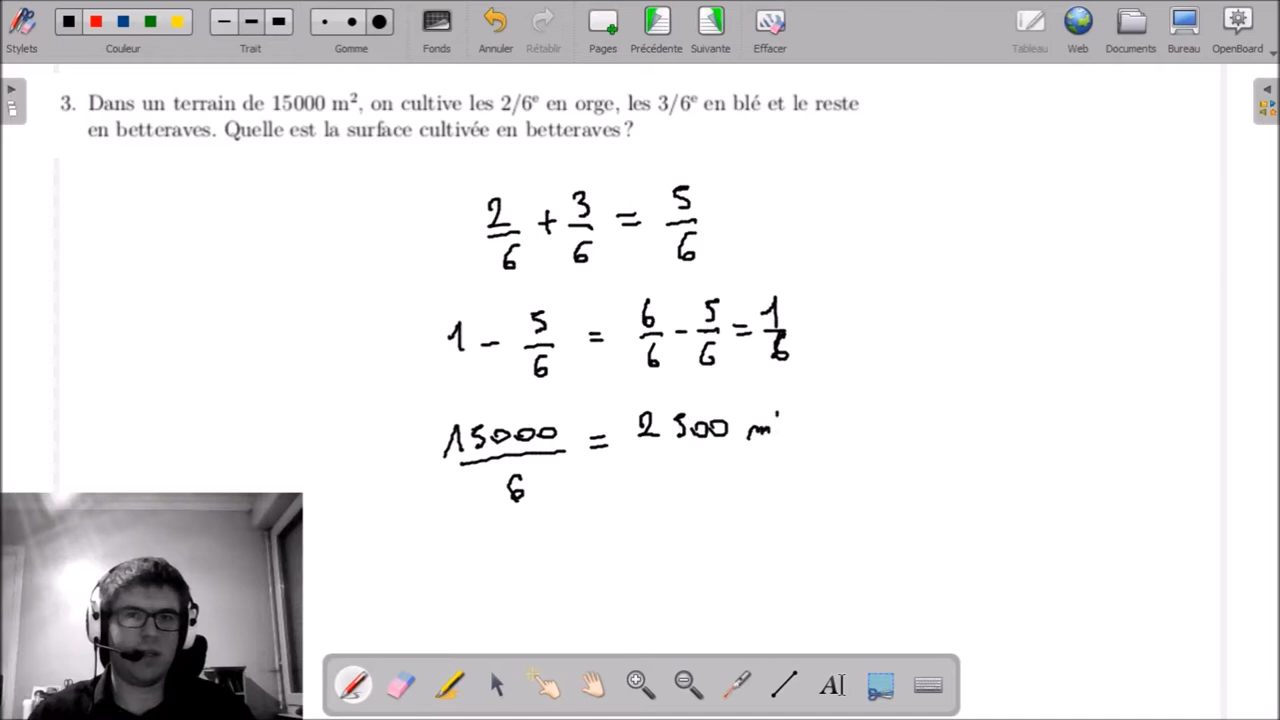 Stylets Couleur Trait Gomme Fonds Annuler Rétablir Pages Précédente Suivante Effacer Tableau Web Documents Bureau OpenBoard
3. Dans un terrain de 15000 m², on cultive les 2/6ᵉ en orge, les 3/6ᵉ en blé et le reste
en betteraves. Quelle est la surface cultivée en betteraves ?
2/6 + 3/6 = 5/6
1 - 5/6 = 6/6 - 5/6 = 1/6
15000/6 = 2 500 m
AI